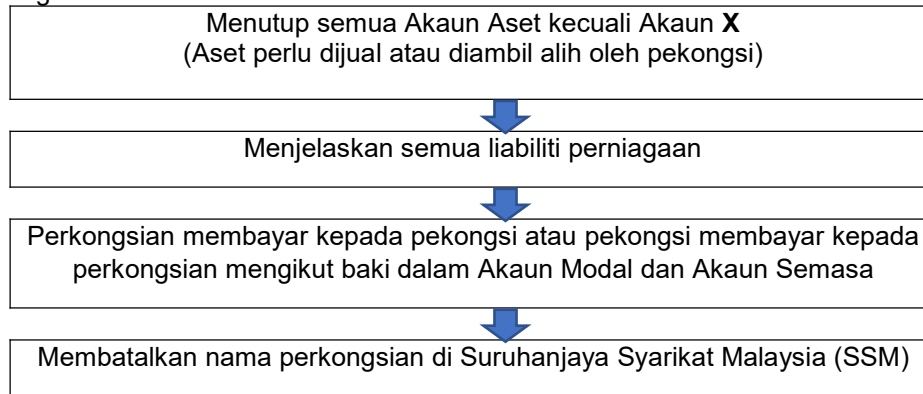 Menutup semua Akaun Aset kecuali Akaun X
(Aset perlu dijual atau diambil alih oleh pekongsi)
Menjelaskan semua liabiliti perniagaan
Perkongsian membayar kepada pekongsi atau pekongsi membayar kepada
perkongsian mengikut baki dalam Akaun Modal dan Akaun Semasa
Membatalkan nama perkongsian di Suruhanjaya Syarikat Malaysia (SSM)